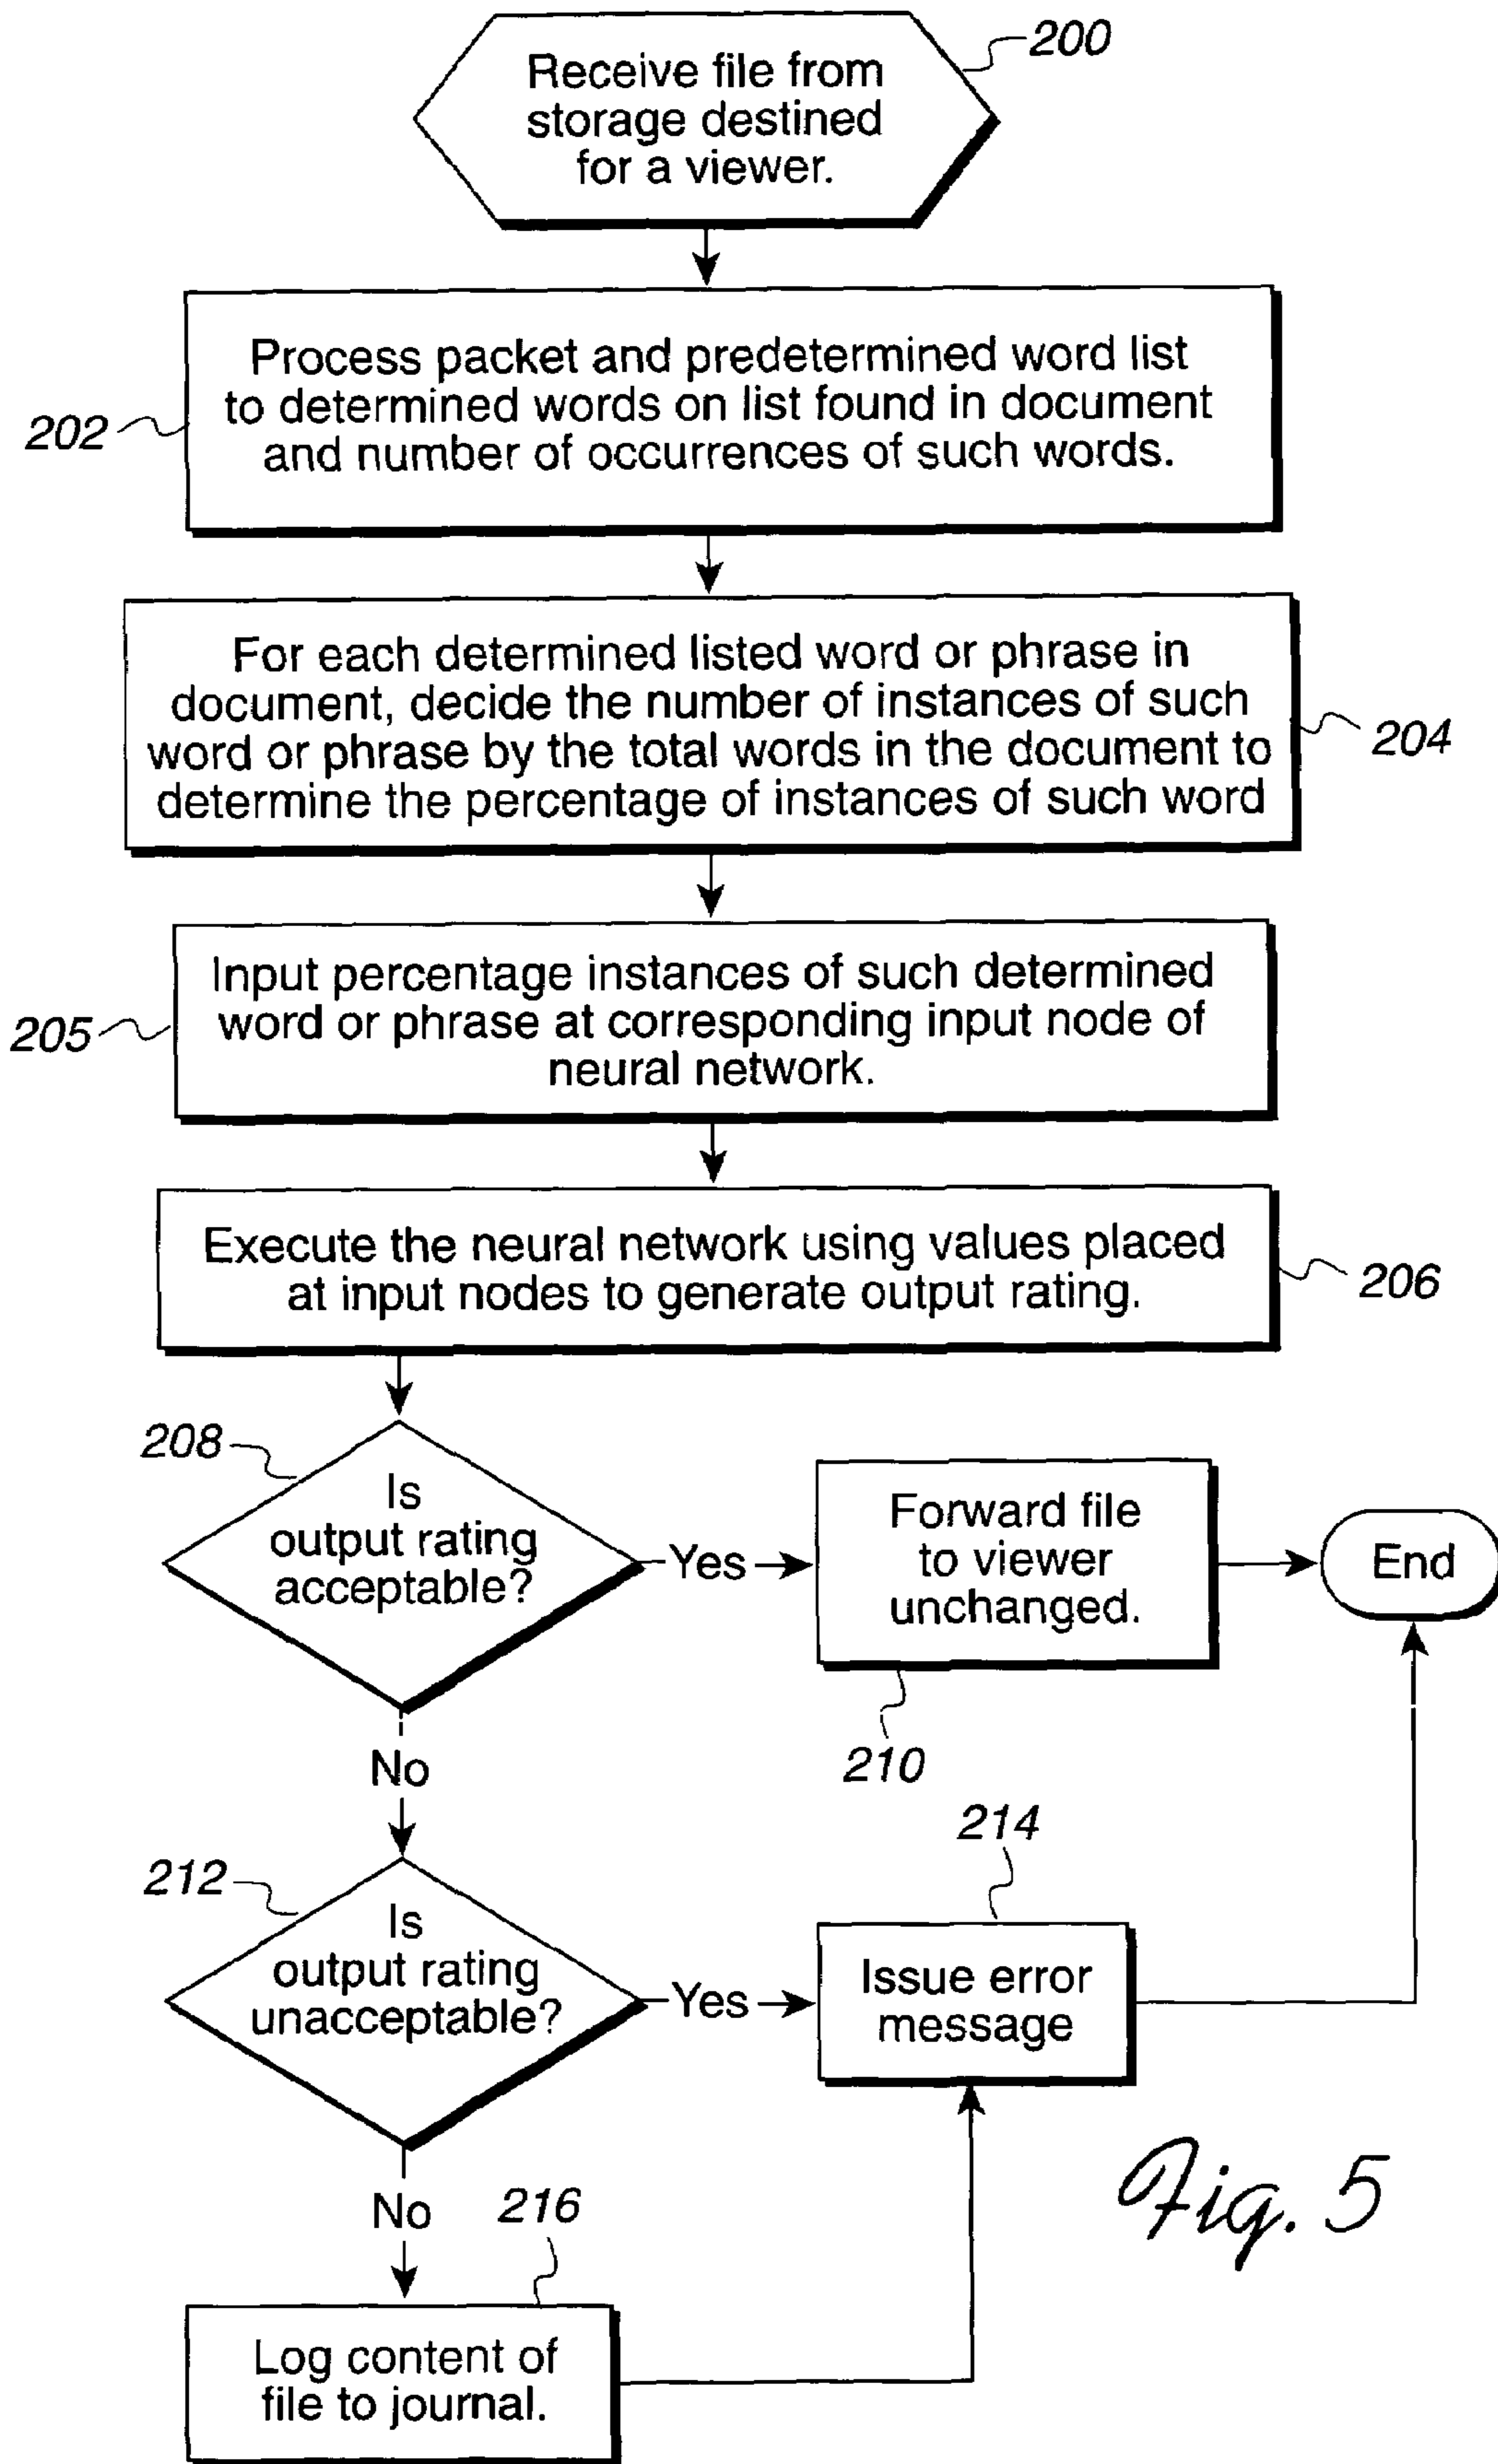 200
Receive file from
storage destined
for a viewer.
Process packet and predetermined word list
to determined words on list found in document
and number of occurrences of such words.
202
For each determined listed word or phrase in
document, decide the number of instances of such
word or phrase by the total words in the document to
determine the percentage of instances of such word
204
Input percentage instances of such determined
word or phrase at corresponding input node of
neural network.
205
Execute the neural network using values placed
at input nodes to generate output rating.
206
208
Is
output rating
acceptable?
Yes
Forward file
to viewer
unchanged.
End
210
No
212
Is
output rating
unacceptable?
Yes
214
Issue error
message
No
216
Log content of
file to journal.
Fig. 5